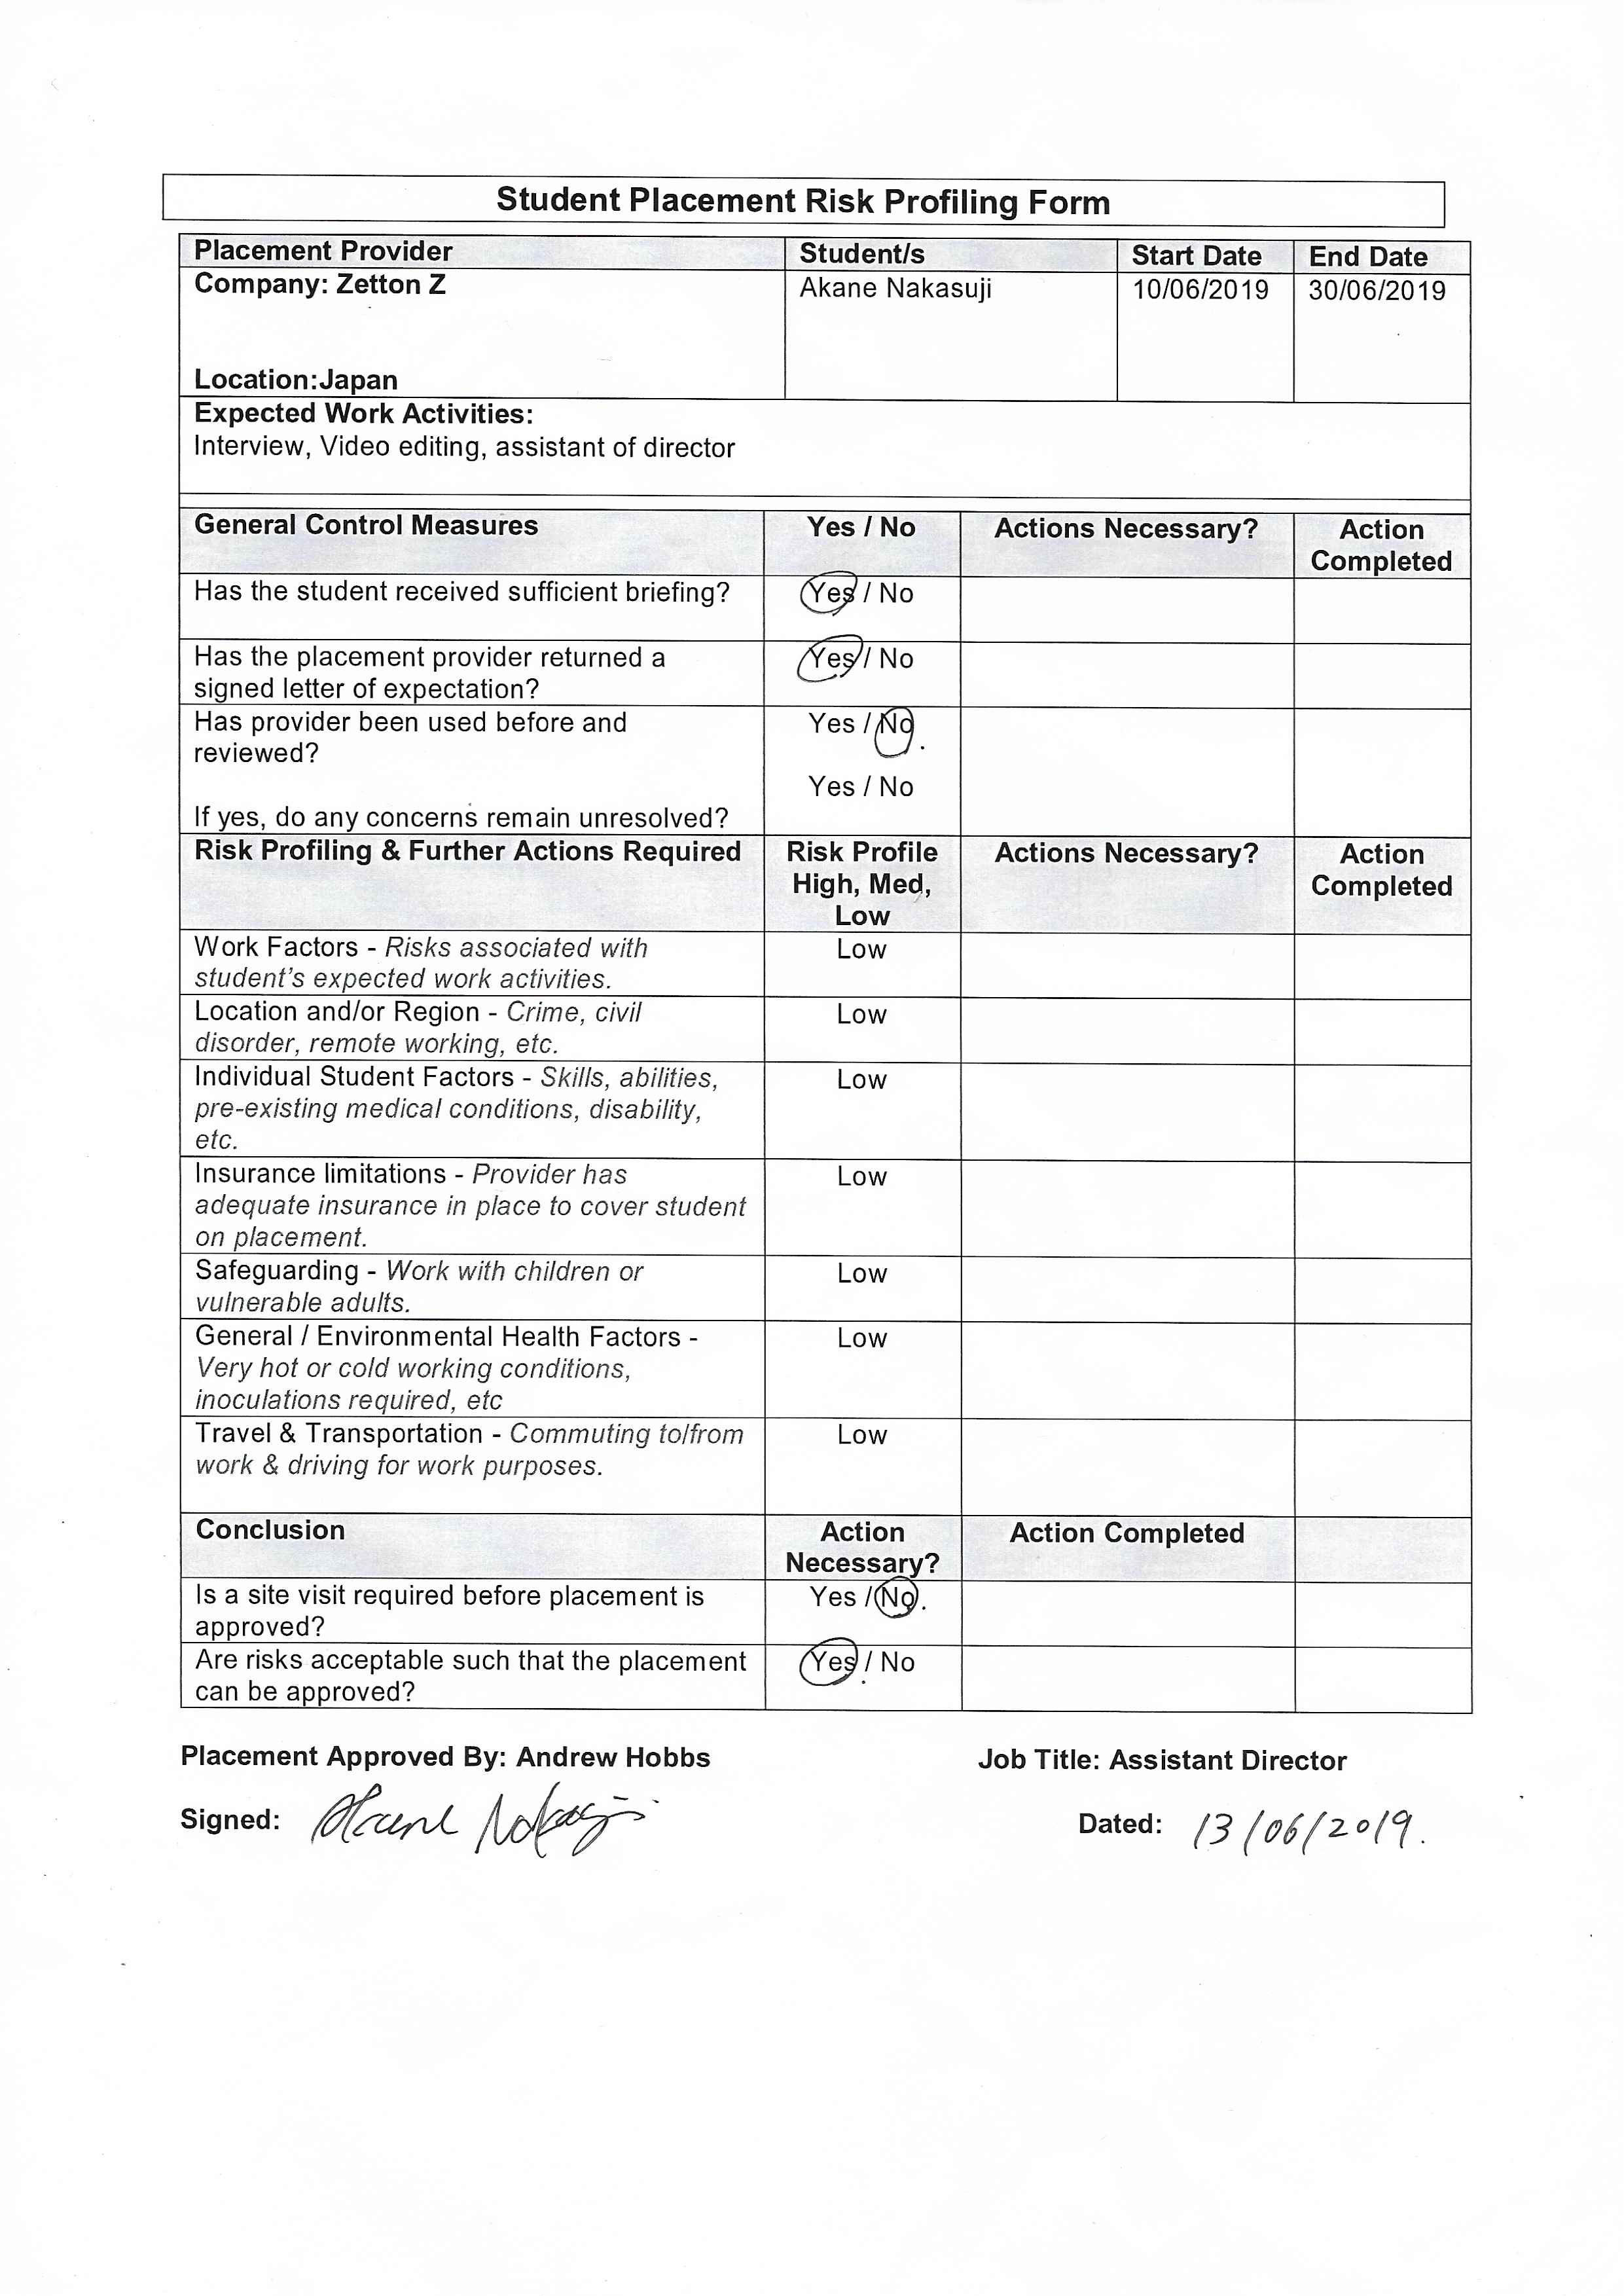 Student Placement Risk Profiling Form
Placement Provider Student/s Start Date End Date
Company: Zetton Z Akane Nakasuji 10/06/2019 30/06/2019
Location:Japan
Expected Work Activities:
Interview, Video editing, assistant of director
General Control Measures Yes / No Actions Necessary? Action
Completed
Has the student received sufficient briefing? Yes / No
Has the placement provider returned a Yes / No
signed letter of expectation?
Has provider been used before and Yes / No
reviewed?
Yes / No
If yes, do any concerns remain unresolved?
Risk Profiling & Further Actions Required Risk Profile Actions Necessary? Action
High, Med, Completed
Low
Work Factors - Risks associated with Low
student's expected work activities.
Location and/or Region - Crime, civil Low
disorder, remote working, etc.
Individual Student Factors - Skills, abilities, Low
pre-existing medical conditions, disability,
etc.
Insurance limitations - Provider has Low
adequate insurance in place to cover student
on placement.
Safeguarding - Work with children or Low
vulnerable adults.
General / Environmental Health Factors - Low
Very hot or cold working conditions,
inoculations required, etc
Travel & Transportation - Commuting to/from Low
work & driving for work purposes.
Conclusion Action Action Completed
Necessary?
Is a site visit required before placement is Yes / No.
approved?
Are risks acceptable such that the placement Yes / No
can be approved?
Placement Approved By: Andrew Hobbs Job Title: Assistant Director
Signed: Akane Nakasuji Dated: 13/06/2019.